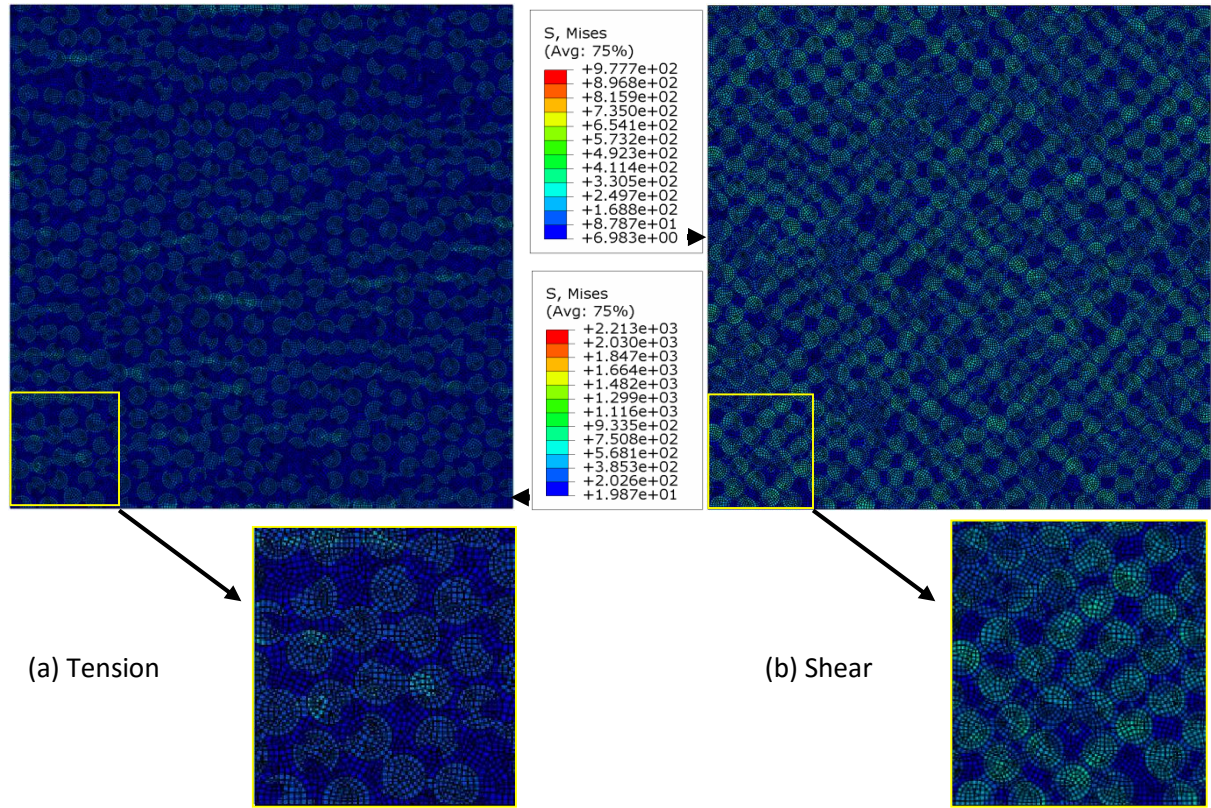 S, Mises
(Avg: 75%)
+9.777e+02
+8.968e+02
+8.159e+02
+7.350e+02
+6.541e+02
+5.732e+02
+4.923e+02
+4.114e+02
+3.305e+02
+2.497e+02
+1.688e+02
+8.787e+01
+6.983e+00
S, Mises
(Avg: 75%)
+2.213e+03
+2.030e+03
+1.847e+03
+1.664e+03
+1.482e+03
+1.299e+03
+1.116e+03
+9.335e+02
+7.508e+02
+5.681e+02
+3.853e+02
+2.026e+02
+1.987e+01
(a) Tension
(b) Shear